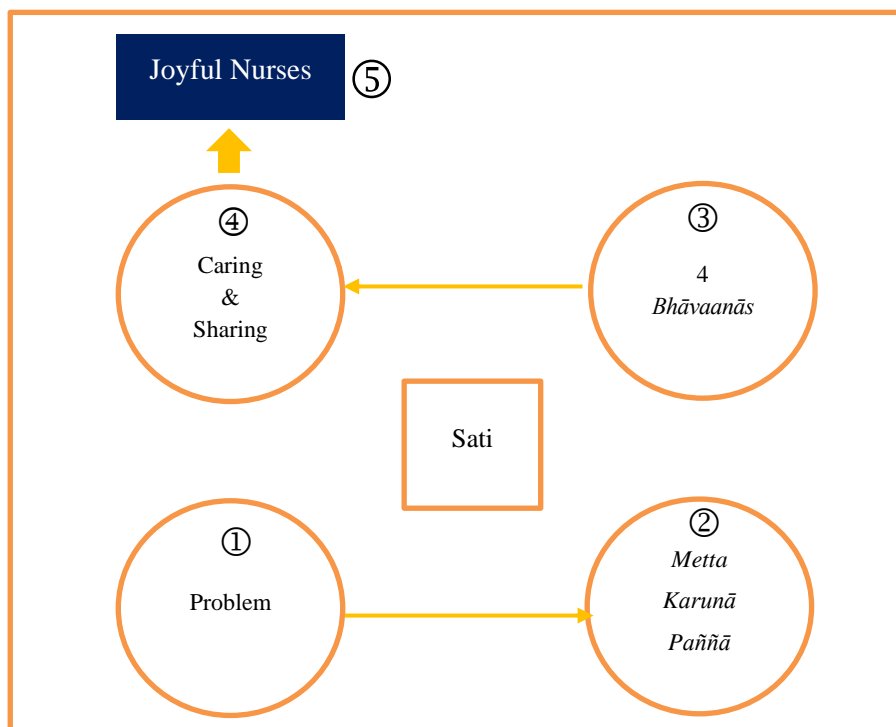 Joyful Nurses
⑤
④
Caring
&
Sharing
③
4
Bhāvaanās
Sati
①
Problem
②
Metta
Karunā
Paññā